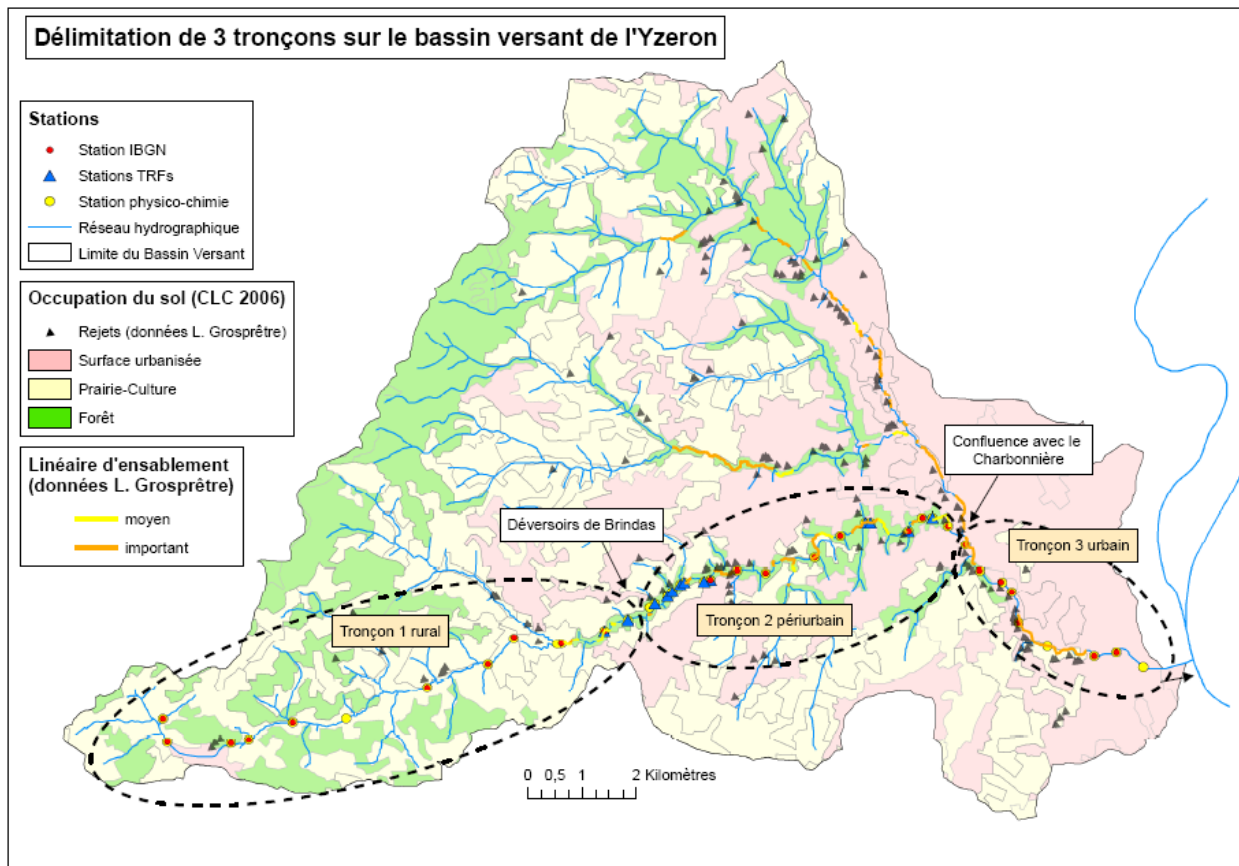 Délimitation de 3 tronçons sur le bassin versant de l'Yzeron
Stations
Station IBGN
Stations TRFs
Station physico-chimie
Réseau hydrographique
Limite du Bassin Versant
Occupation du sol (CLC 2006)
Rejets (données L. Grosprêtre)
Surface urbanisée
Prairie-Culture
Forêt
Linéaire d'ensablement
(données L. Grosprêtre)
moyen
important
Confluence avec le
Charbonnière
Déversoirs de Brindas
Tronçon 3 urbain
Tronçon 1 rural
Tronçon 2 périurbain
0 0,5 1 2 Kilomètres